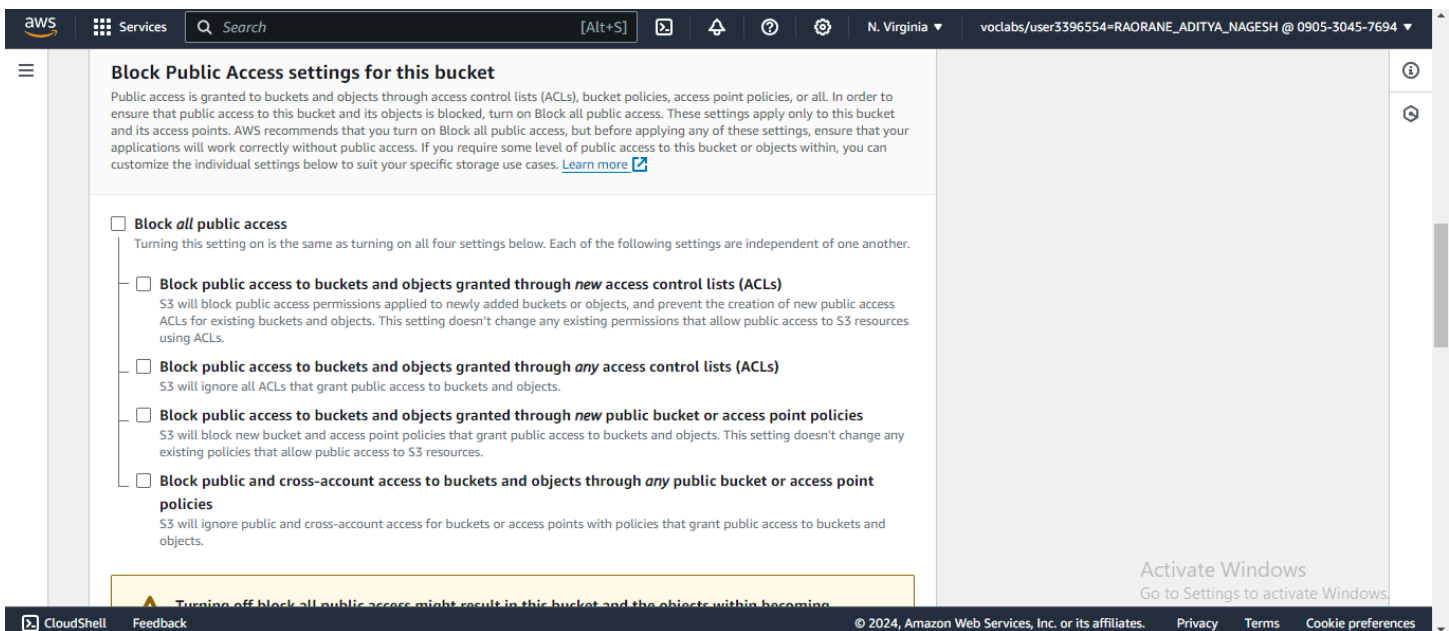 aws
Services
Search
[Alt+S]
N. Virginia
voclabs/user3396554=RAORANE_ADITYA_NAGESH @ 0905-3045-7694
Block Public Access settings for this bucket
Public access is granted to buckets and objects through access control lists (ACLs), bucket policies, access point policies, or all. In order to
ensure that public access to this bucket and its objects is blocked, turn on Block all public access. These settings apply only to this bucket
and its access points. AWS recommends that you turn on Block all public access, but before applying any of these settings, ensure that your
applications will work correctly without public access. If you require some level of public access to this bucket or objects within, you can
customize the individual settings below to suit your specific storage use cases. Learn more
Block all public access
Turning this setting on is the same as turning on all four settings below. Each of the following settings are independent of one another.
Block public access to buckets and objects granted through new access control lists (ACLs)
S3 will block public access permissions applied to newly added buckets or objects, and prevent the creation of new public access
ACLs for existing buckets and objects. This setting doesn't change any existing permissions that allow public access to S3 resources
using ACLs.
Block public access to buckets and objects granted through any access control lists (ACLs)
S3 will ignore all ACLs that grant public access to buckets and objects.
Block public access to buckets and objects granted through new public bucket or access point policies
S3 will block new bucket and access point policies that grant public access to buckets and objects. This setting doesn't change any
existing policies that allow public access to S3 resources.
Block public and cross-account access to buckets and objects through any public bucket or access point
policies
S3 will ignore public and cross-account access for buckets or access points with policies that grant public access to buckets and
objects.
Turning off block all public access might result in this bucket and the objects within becoming
Activate Windows
Go to Settings to activate Windows.
CloudShell
Feedback
© 2024, Amazon Web Services, Inc. or its affiliates.
Privacy
Terms
Cookie preferences